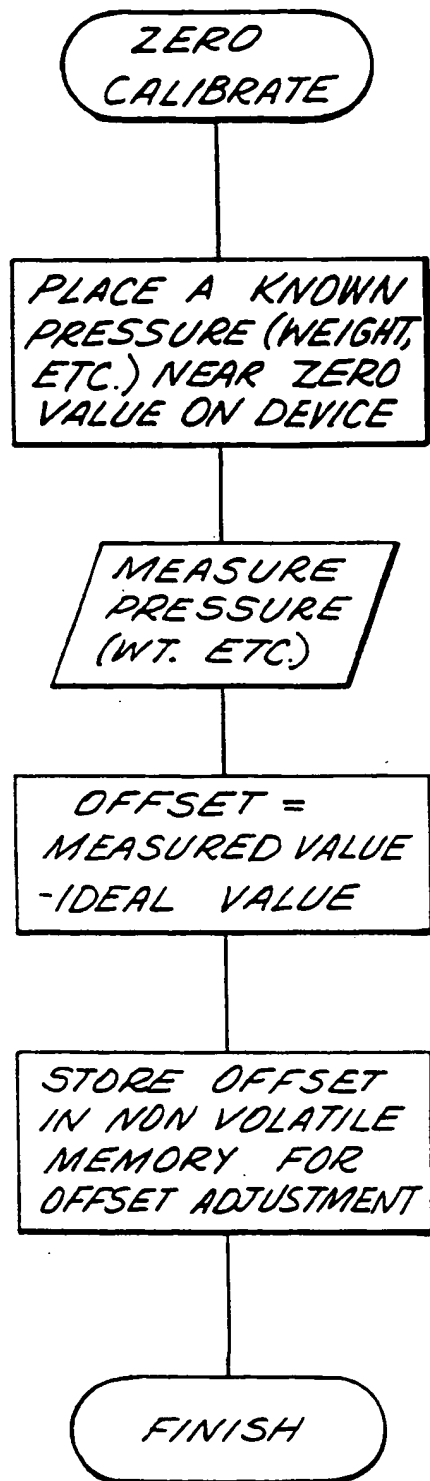 ZERO
CALIBRATE
PLACE A KNOWN
PRESSURE (WEIGHT,
ETC.) NEAR ZERO
VALUE ON DEVICE
MEASURE
PRESSURE
(WT. ETC.)
OFFSET =
MEASURED VALUE
-IDEAL VALUE
STORE OFFSET
IN NON VOLATILE
MEMORY FOR
OFFSET ADJUSTMENT
FINISH